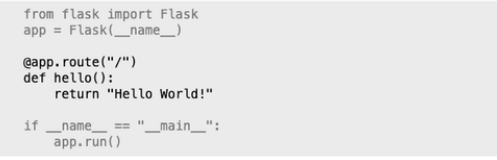 from flask import Flask
app = Flask(__name__)

@app.route("/")
def hello():
    return "Hello World!"

if __name__ == "__main__":
    app.run()